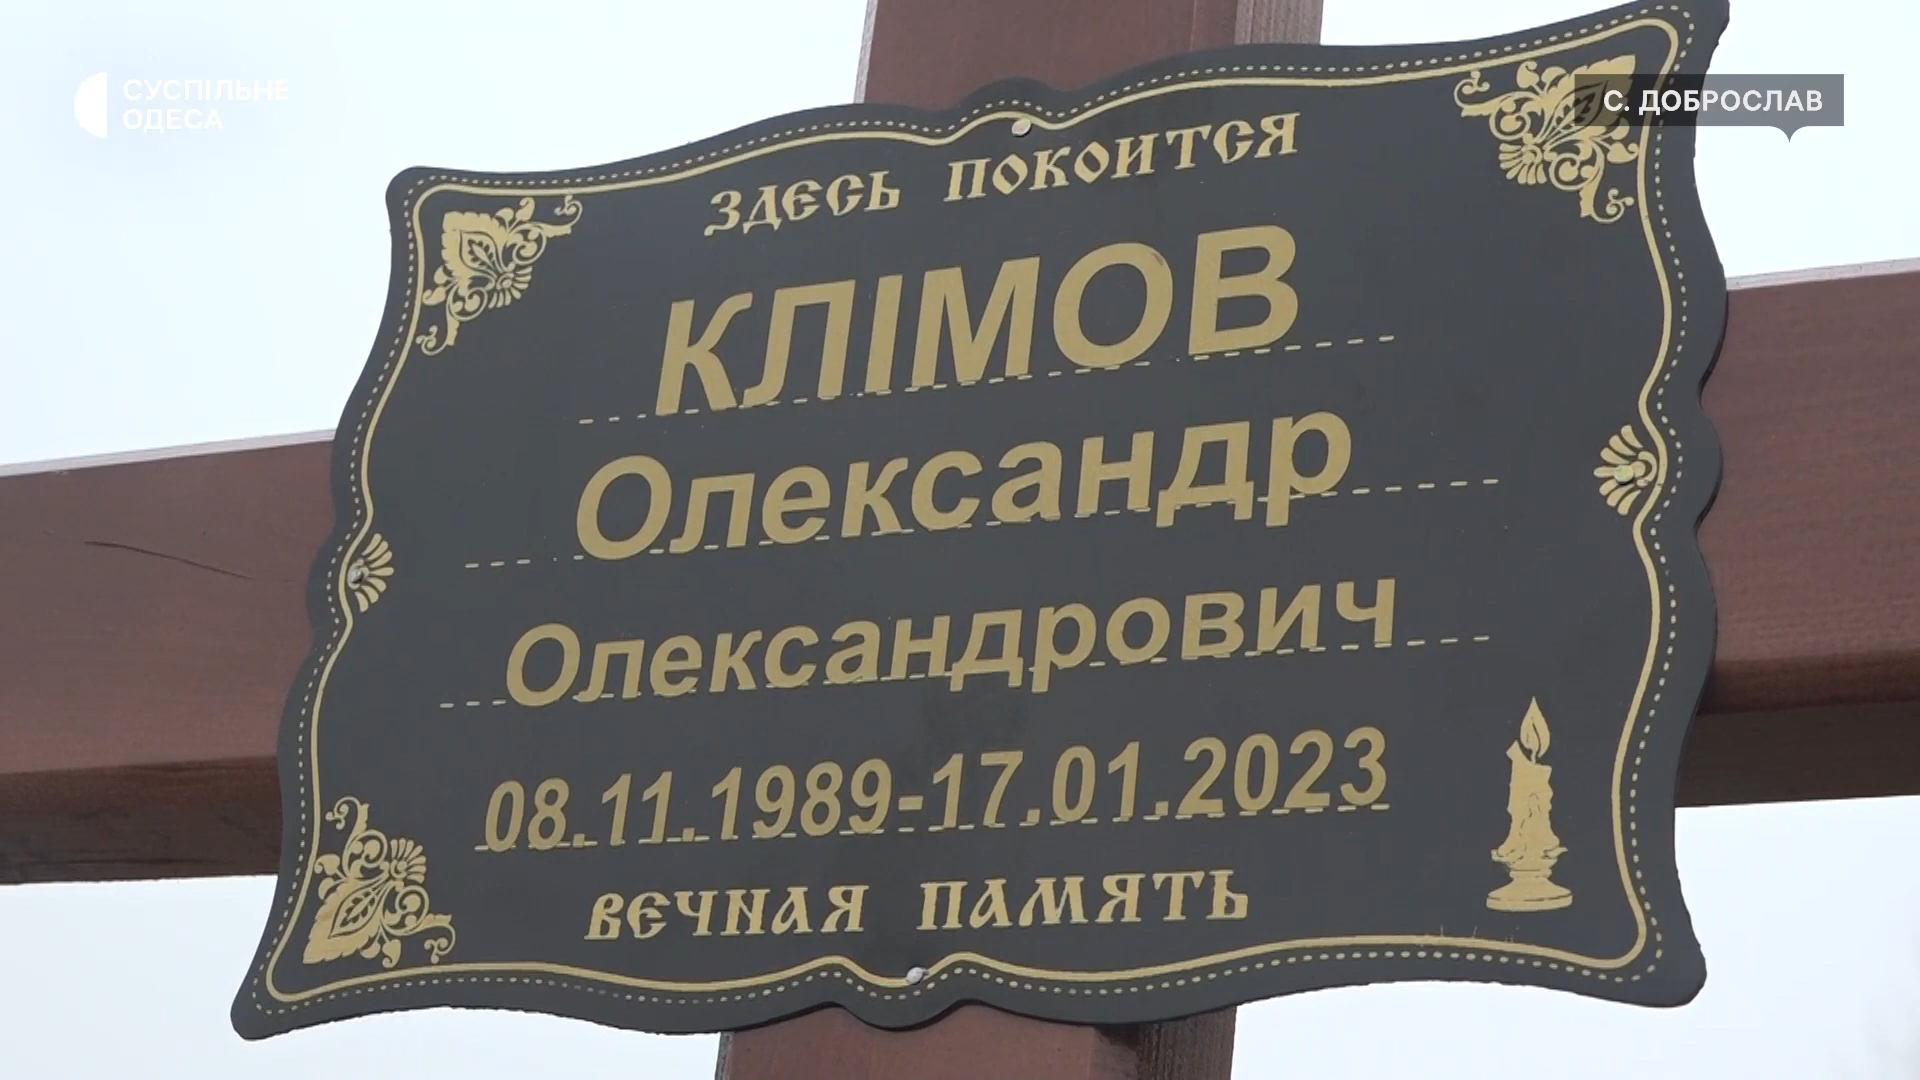 СУСПІЛЬНЕ
ОДЕСА
С. ДОБРОСЛАВ
ЗДЕСЬ ПОКОИТСЯ
КЛІМОВ
Олександр
Олександрович
08.11.1989-17.01.2023
ВЕЧНАЯ ПАМЯТЬ